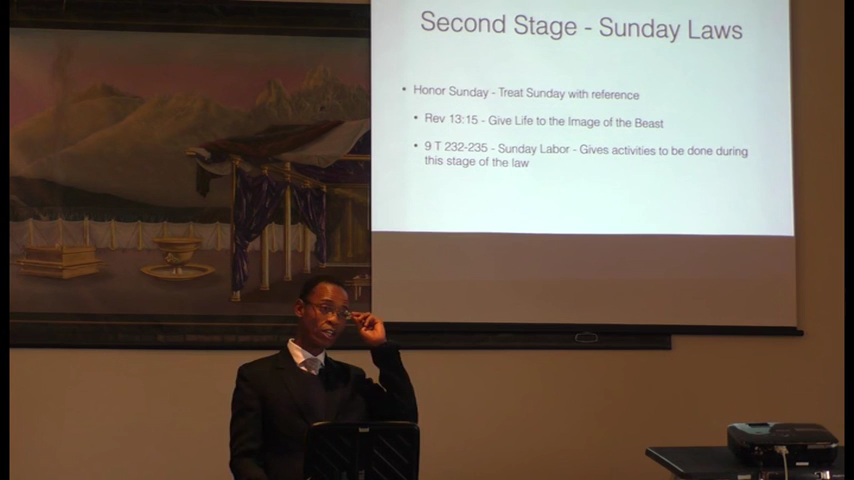 Second Stage - Sunday Laws
• Honor Sunday - Treat Sunday with reference
• Rev 13:15 - Give Life to the Image of the Beast
• 9 T 232-235 - Sunday Labor - Gives activities to be done during
this stage of the law